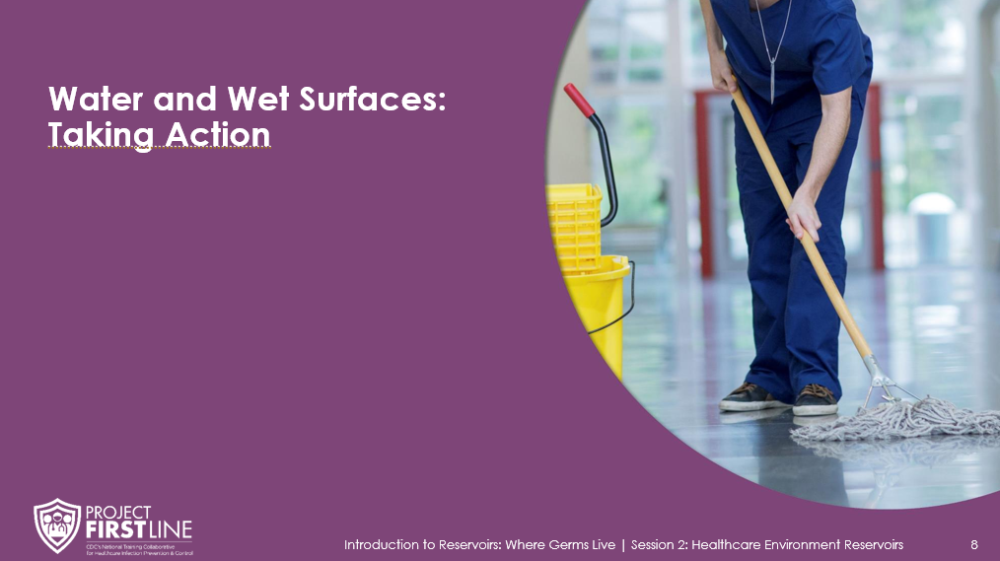 Water and Wet Surfaces:
Taking Action
PROJECT
FIRSTLINE
CDC's National Training Collaborative
for Healthcare Infection Prevention & Control
Introduction to Reservoirs: Where Germs Live | Session 2: Healthcare Environment Reservoirs
8